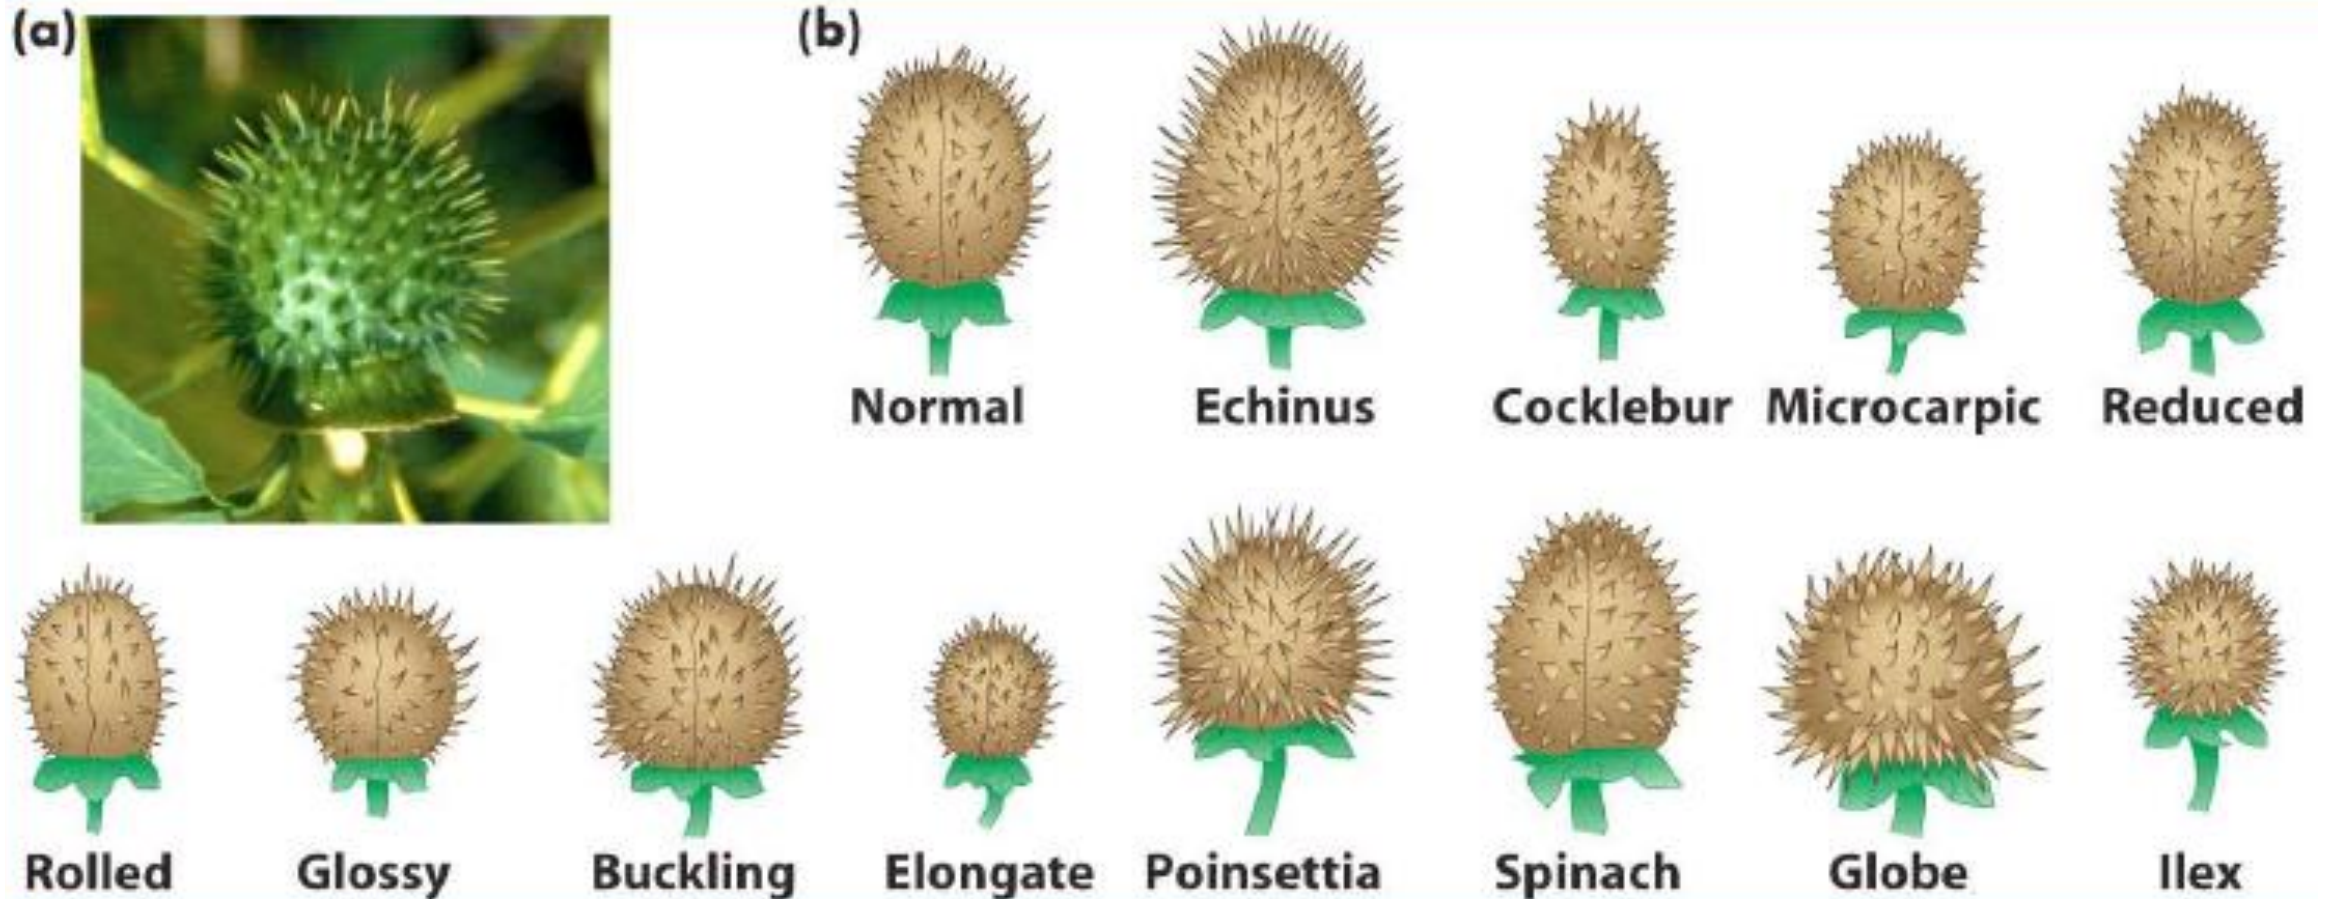 (a)
(b)
Normal Echinus Cocklebur Microcarpic Reduced
Rolled Glossy Buckling Elongate Poinsettia Spinach Globe Ilex